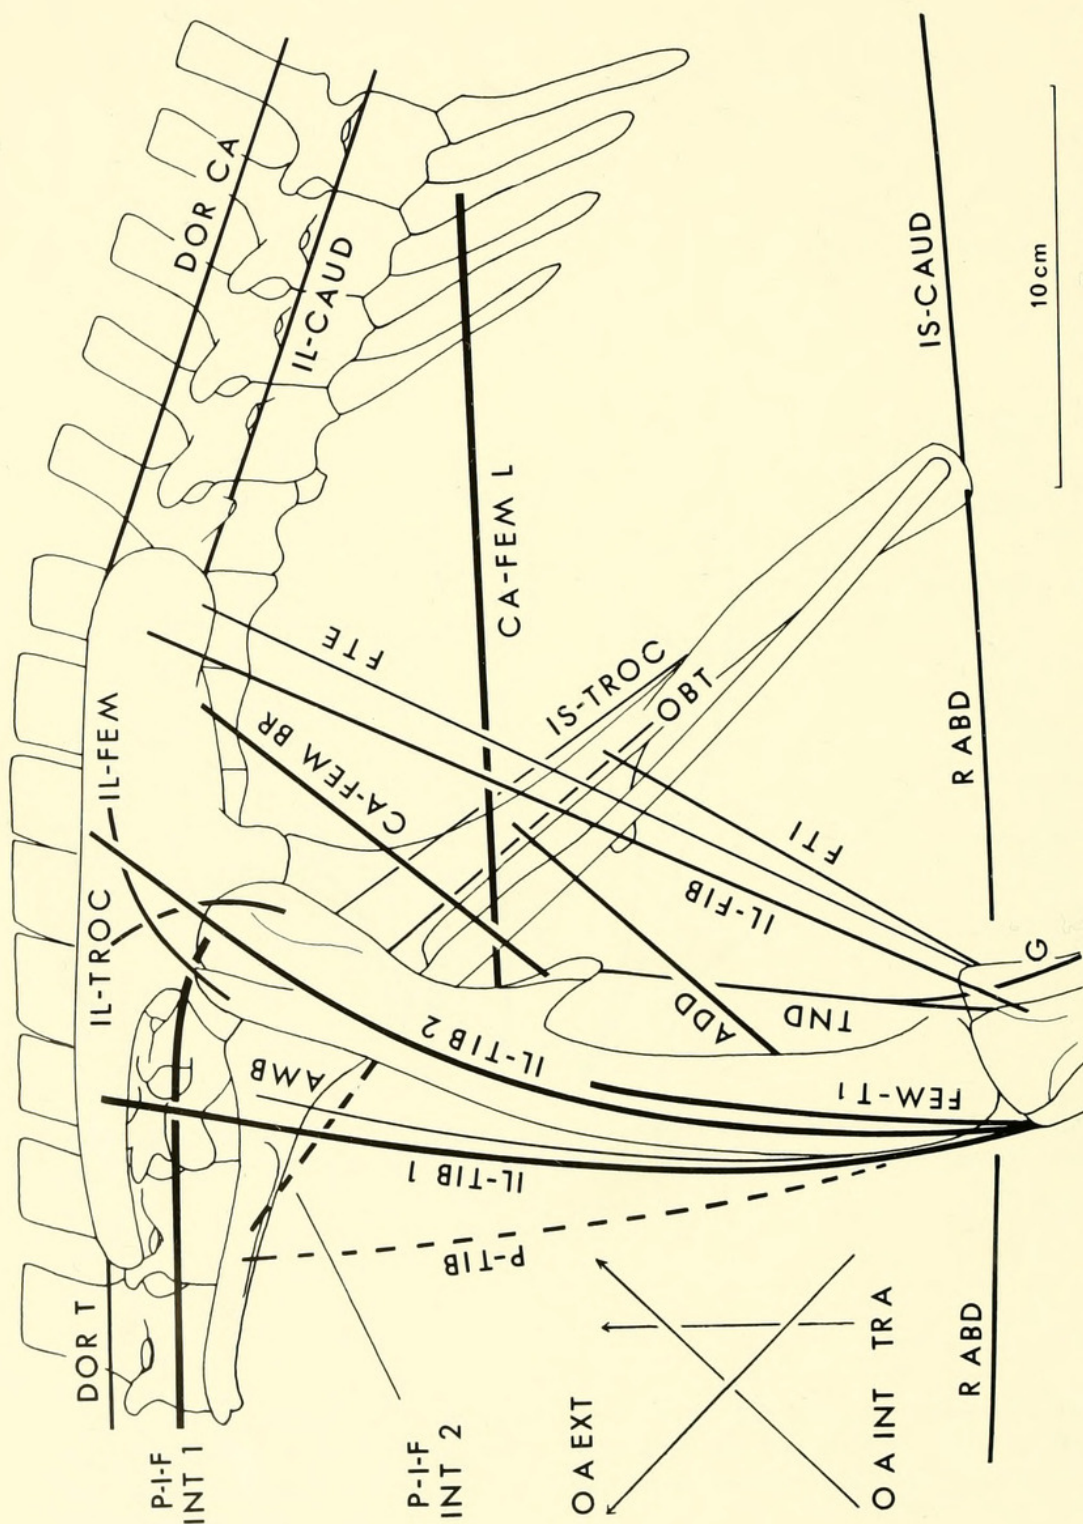 DOR CA
IL-CAUD
IL-FEM
IL-TROC
DOR T
P-I-F
INT 1
P-I-F
INT 2
CA-FEM L
FTE
CA-FEM BR
IS-TROC
OBT
IS-CAUD
10 cm
R ABD
FTI
IL-FIB
ADD
TND
G
IL-TIB 2
AMB
FEM-T1
IL-TIB 1
P-TIB
O A EXT
O A INT
TRA
R ABD